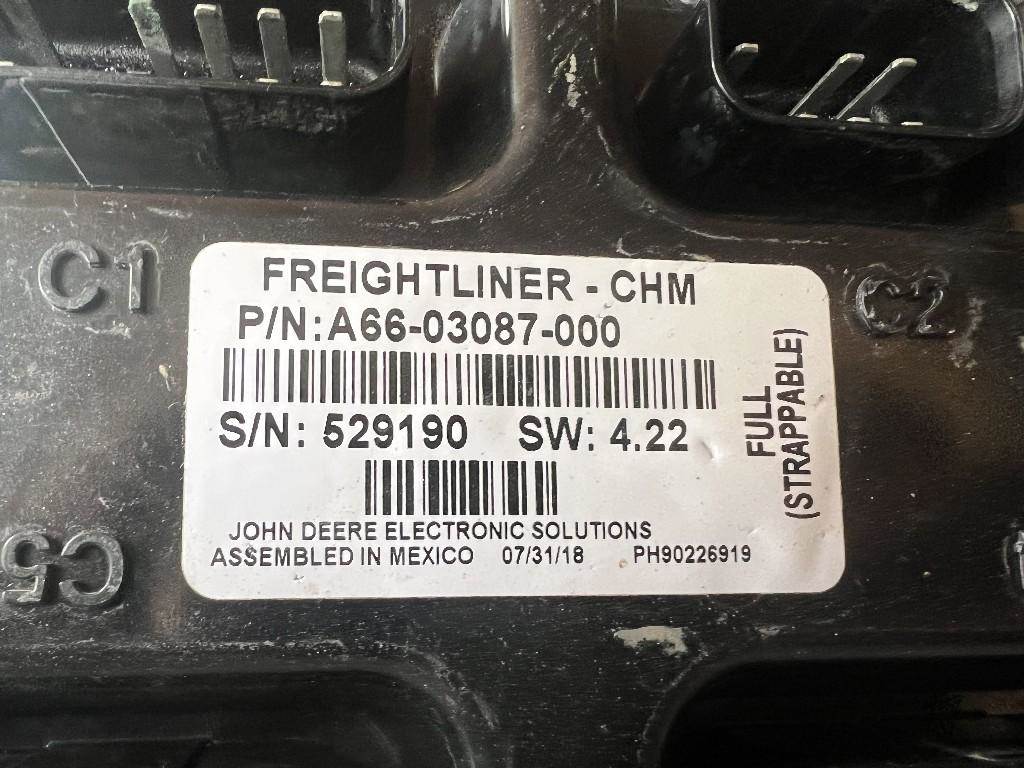 C1
C2
FREIGHTLINER - CHM
P/N: A66-03087-000
S/N: 529190 SW: 4.22
FULL
(STRAPPABLE)
JOHN DEERE ELECTRONIC SOLUTIONS
ASSEMBLED IN MEXICO 07/31/18 PH90226919
C5